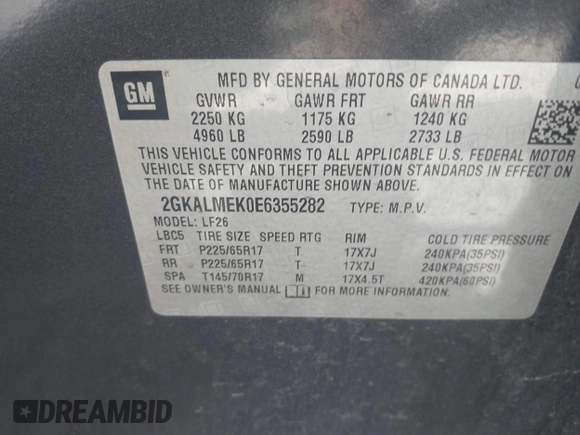 GM
MFD BY GENERAL MOTORS OF CANADA LTD.
GVWR GAWR FRT GAWR RR
2250 KG 1175 KG 1240 KG
4960 LB 2590 LB 2733 LB
THIS VEHICLE CONFORMS TO ALL APPLICABLE U.S. FEDERAL MOTOR
VEHICLE SAFETY AND THEFT PREVENTION STANDARDS IN EFFECT ON
THE DATE OF MANUFACTURE SHOWN ABOVE.
2GKALMEK0E6355282 TYPE: M.P.V.
MODEL: LF26
LBC5 TIRE SIZE SPEED RTG RIM COLD TIRE PRESSURE
FRT P225/65R17 T 17X7J 240KPA(35PSI)
RR P225/65R17 T 17X7J 240KPA(35PSI)
SPA T145/70R17 M 17X4.5T 420KPA(60PSI)
SEE OWNER'S MANUAL FOR MORE INFORMATION.
DREAMBID